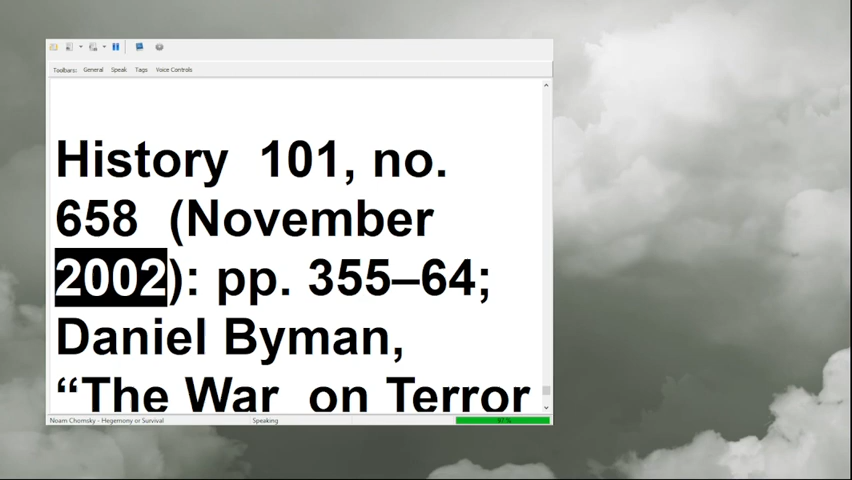 Toolbars: General Speak Tags Voice Controls
History 101, no.
658 (November
2002): pp. 355–64;
Daniel Byman,
“The War on Terror
Noam Chomsky - Hegemony or Survival Speaking 97 %